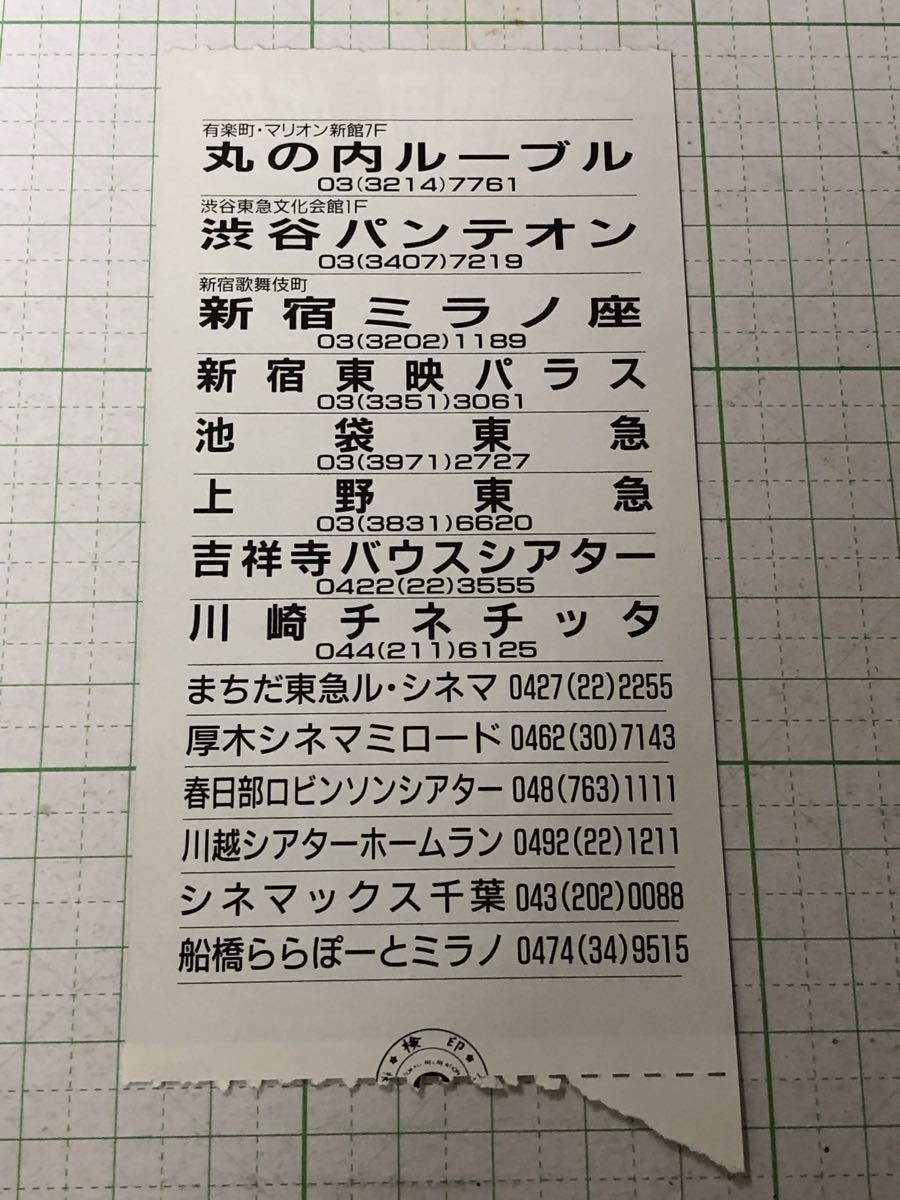 有楽町・マリオン新館7F
丸の内ルーブル
03(3214)7761
渋谷東急文化会館1F
渋谷パンテオン
03(3407)7219
新宿歌舞伎町
新宿ミラノ座
03(3202)1189
新宿東映パラス
03(3351)3061
池袋東急
03(3971)2727
上野東急
03(3831)6620
吉祥寺バウスシアター
0422(22)3555
川崎チネチッタ
044(211)6125
まちだ東急ル・シネマ 0427(22)2255
厚木シネマミロード 0462(30)7143
春日部ロビンソンシアター 048(763)1111
川越シアターホームラン 0492(22)1211
シネマックス千葉 043(202)0088
船橋ららぽーとミラノ 0474(34)9515
検印